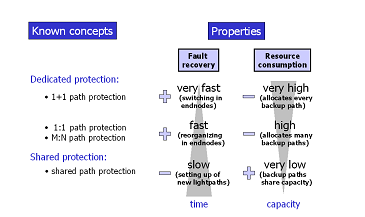 Known concepts
Properties
Fault
recovery
Resource
consumption
Dedicated protection:
• 1+1 path protection
+ very fast
(switching in
endnodes)
− very high
(allocates every
backup path)
• 1:1 path protection
• M:N path protection
+ fast
(reorganizing
in endnodes)
− high
(allocates many
backup paths)
Shared protection:
• shared path protection
− slow
(setting up of
new lightpaths)
+ very low
(backup paths
share capacity)
time
capacity